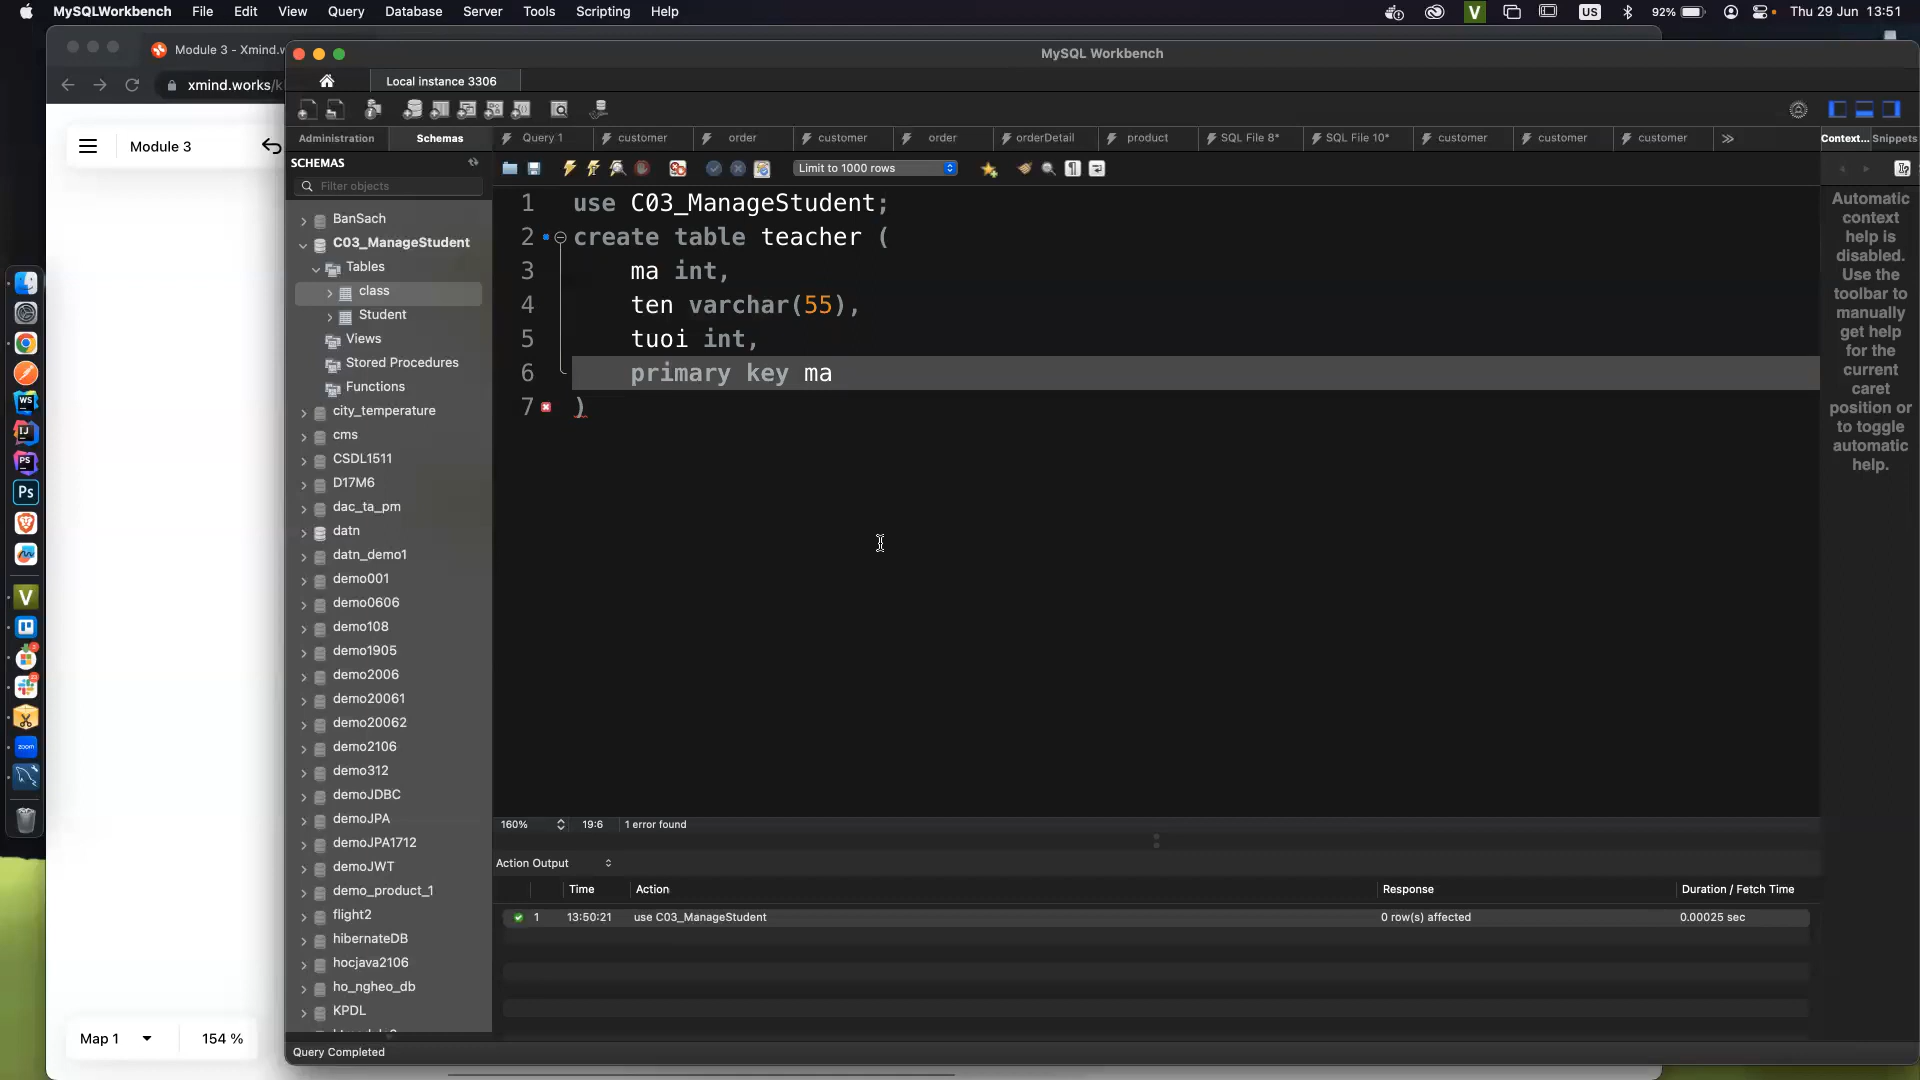 MySQLWorkbench File Edit View Query Database Server Tools Scripting Help
V US 92% Thu 29 Jun 13:51
Module 3 - Xmind.w
xmind.works/k
Module 3
MySQL Workbench
Local instance 3306
Administration Schemas
Query 1 customer order customer order orderDetail product SQL File 8* SQL File 10* customer customer customer
Context... Snippets
SCHEMAS
Filter objects
Limit to 1000 rows
BanSach
C03_ManageStudent
Tables
class
Student
Views
Stored Procedures
Functions
city_temperature
cms
CSDL1511
D17M6
dac_ta_pm
datn
datn_demo1
demo001
demo0606
demo108
demo1905
demo2006
demo20061
demo20062
demo2106
demo312
demoJDBC
demoJPA
demoJPA1712
demoJWT
demo_product_1
flight2
hibernateDB
hocjava2106
ho_ngheo_db
KPDL
1 use C03_ManageStudent;
2 create table teacher (
3 ma int,
4 ten varchar(55),
5 tuoi int,
6 primary key ma
7 )
Automatic
context
help is
disabled.
Use the
toolbar to
manually
get help
for the
current
caret
position or
to toggle
automatic
help.
160% 19:6 1 error found
Action Output
Time Action Response Duration / Fetch Time
1 13:50:21 use C03_ManageStudent 0 row(s) affected 0.00025 sec
Query Completed
Map 1 154 %
WS
IJ
PS
Ps
V
zoom